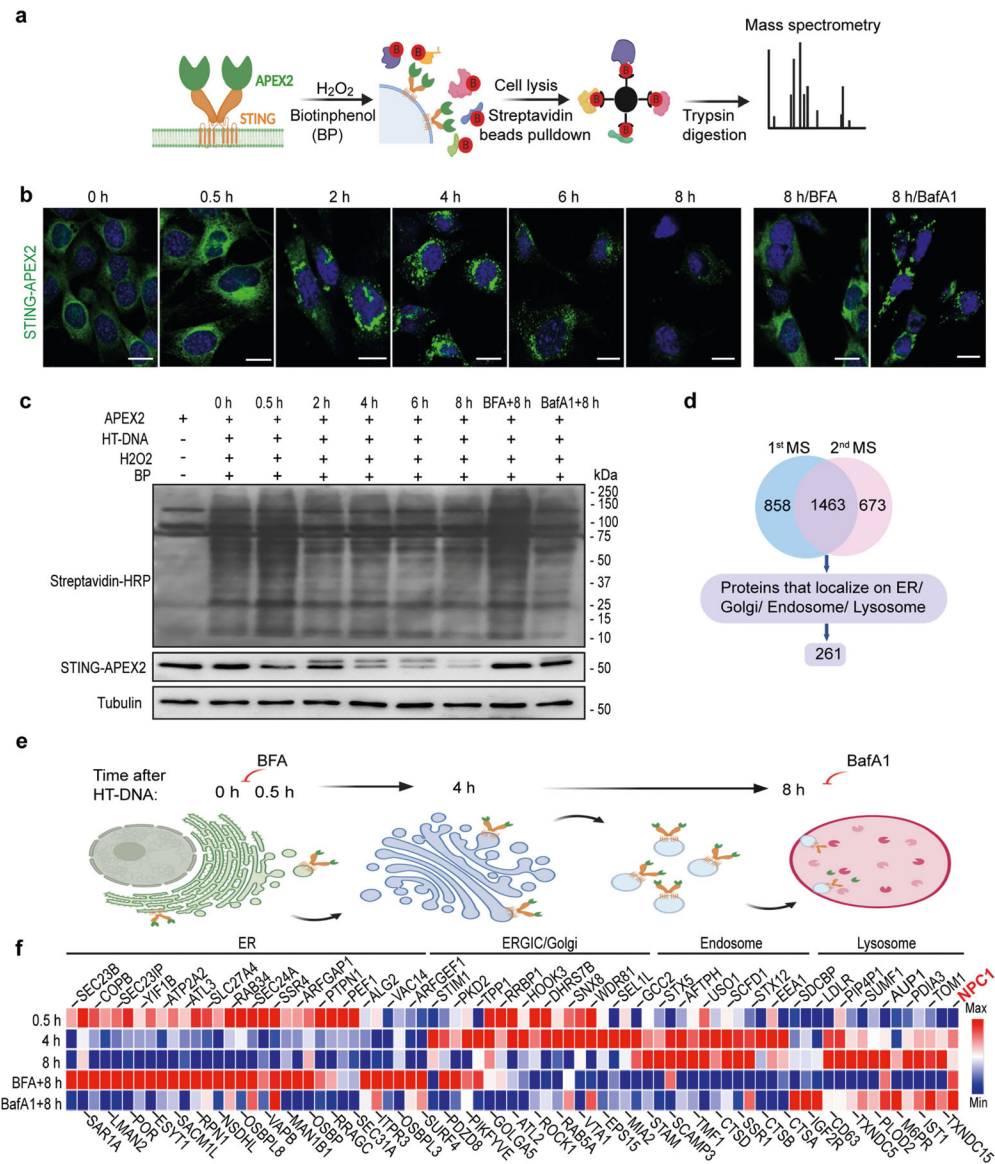 a
Mass spectrometry
APEX2
STING
H2O2
Biotinphenol
(BP)
Cell lysis
Streptavidin
beads pulldown
Trypsin
digestion
B
B
B
B
B
B
B
B
B
b
0 h 0.5 h 2 h 4 h 6 h 8 h 8 h/BFA 8 h/BafA1
STING-APEX2
c
0 h 0.5 h 2 h 4 h 6 h 8 h BFA+8 h BafA1+8 h
APEX2 + + + + + + + + +
HT-DNA - + + + + + + + +
H2O2 - + + + + + + + +
BP - + + + + + + + +
kDa
- 250
- 150
- 100
- 75
- 50
- 37
- 25
- 15
- 10
Streptavidin-HRP
STING-APEX2
- 50
Tubulin
- 50
d
1st MS 2nd MS
858 1463 673
Proteins that localize on ER/
Golgi/ Endosome/ Lysosome
261
e
Time after
HT-DNA:
BFA
0 h 0.5 h
4 h
8 h
BafA1
f
ER ERGIC/Golgi Endosome Lysosome
SEC23B COPB SEC23IP YIF1B ATP2A2 ATL3 SLC27A4 RAB34 SEC24A SSR4 ARFGAP1 PTPN1 PEF1 ALG2 VAC14 ARFGEF1 STIM1 PKD2 TPP1 RRBP1 HOOK3 DHRS7B SNX8 WDR81 SEL1L GCC2 STX5 AFTPH USO1 SCFD1 STX12 EEA1 SDCBP LDLR PIP4P1 SUMF1 AUP1 PDIA3 TOM1 NPC1
0.5 h
4 h
8 h
BFA+8 h
BafA1+8 h
Max
Min
SAR1A LMAN2 POR ESYT1 SACM1L RPN1 NSDHL OSBPL8 VAPB MAN1B1 OSBP RRAGC SEC31A ITPR3 OSBPL3 SURF4 PDZD8 PIKFYVE GOLGA5 ATL2 ROCK1 RAB5A VTA1 EPS15 MIA2 STAM SCAMP3 TMF1 CTSD SSR1 CTSB CTSA IGF2R CD63 TXNDC5 PLOD2 M6PR IST1 TXNDC15